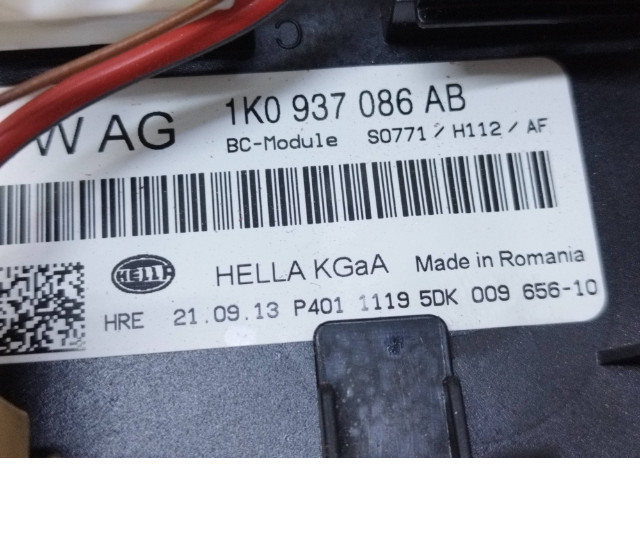 W AG 1K0 937 086 AB
BC-Module S0771 / H112 / AF
HELLA HELLA KGaA Made in Romania
HRE 21.09.13 P401 1119 5DK 009 656-10